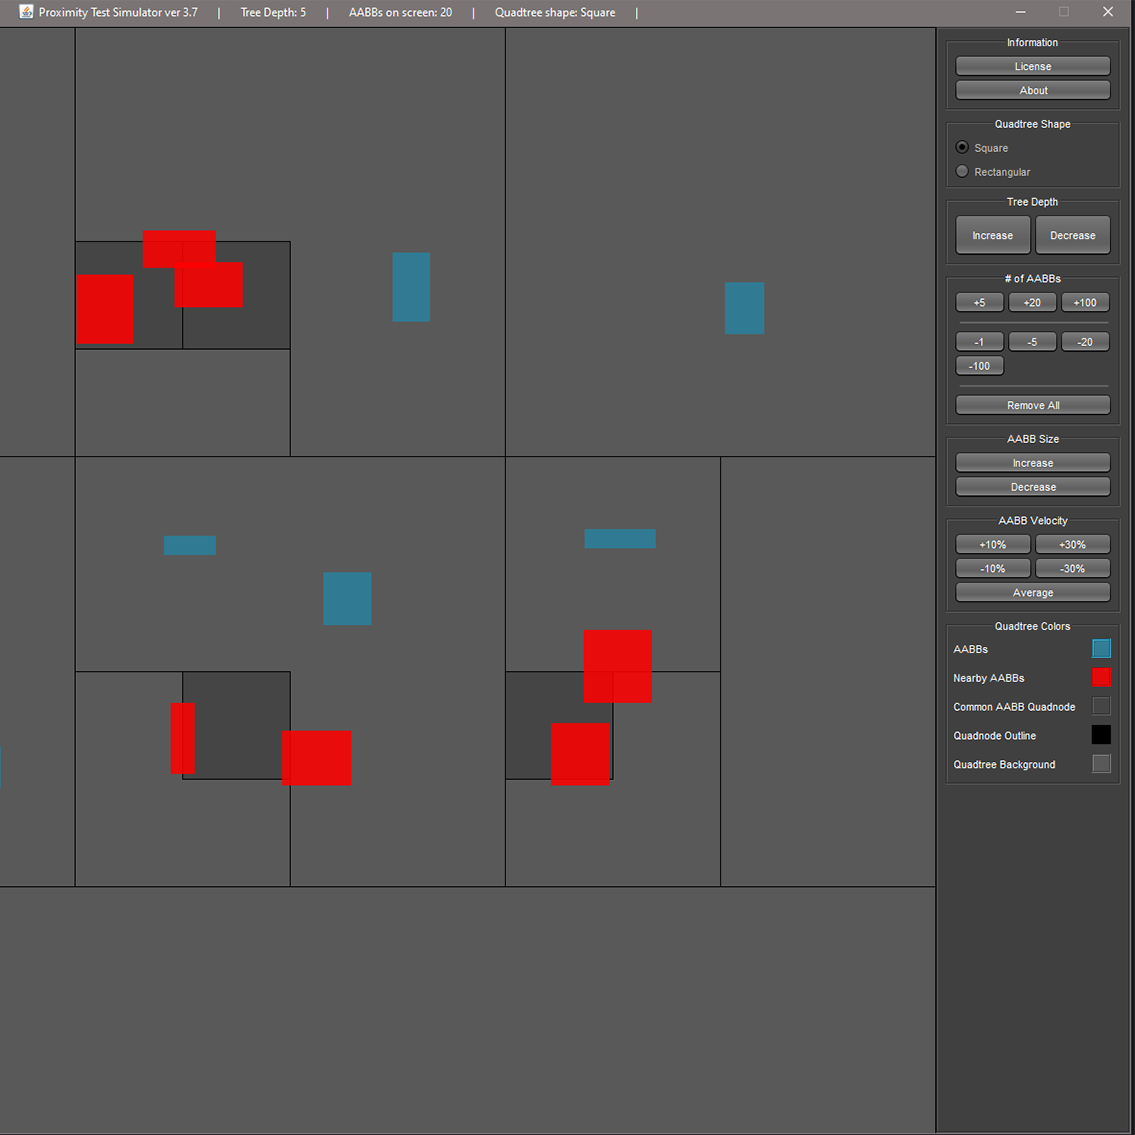 Proximity Test Simulator ver 3.7 | Tree Depth: 5 | AABBs on screen: 20 | Quadtree shape: Square |
Information
License
About
Quadtree Shape
Square
Rectangular
Tree Depth
Increase Decrease
# of AABBs
+5 +20 +100
-1 -5 -20
-100
Remove All
AABB Size
Increase
Decrease
AABB Velocity
+10% +30%
-10% -30%
Average
Quadtree Colors
AABBs
Nearby AABBs
Common AABB Quadnode
Quadnode Outline
Quadtree Background